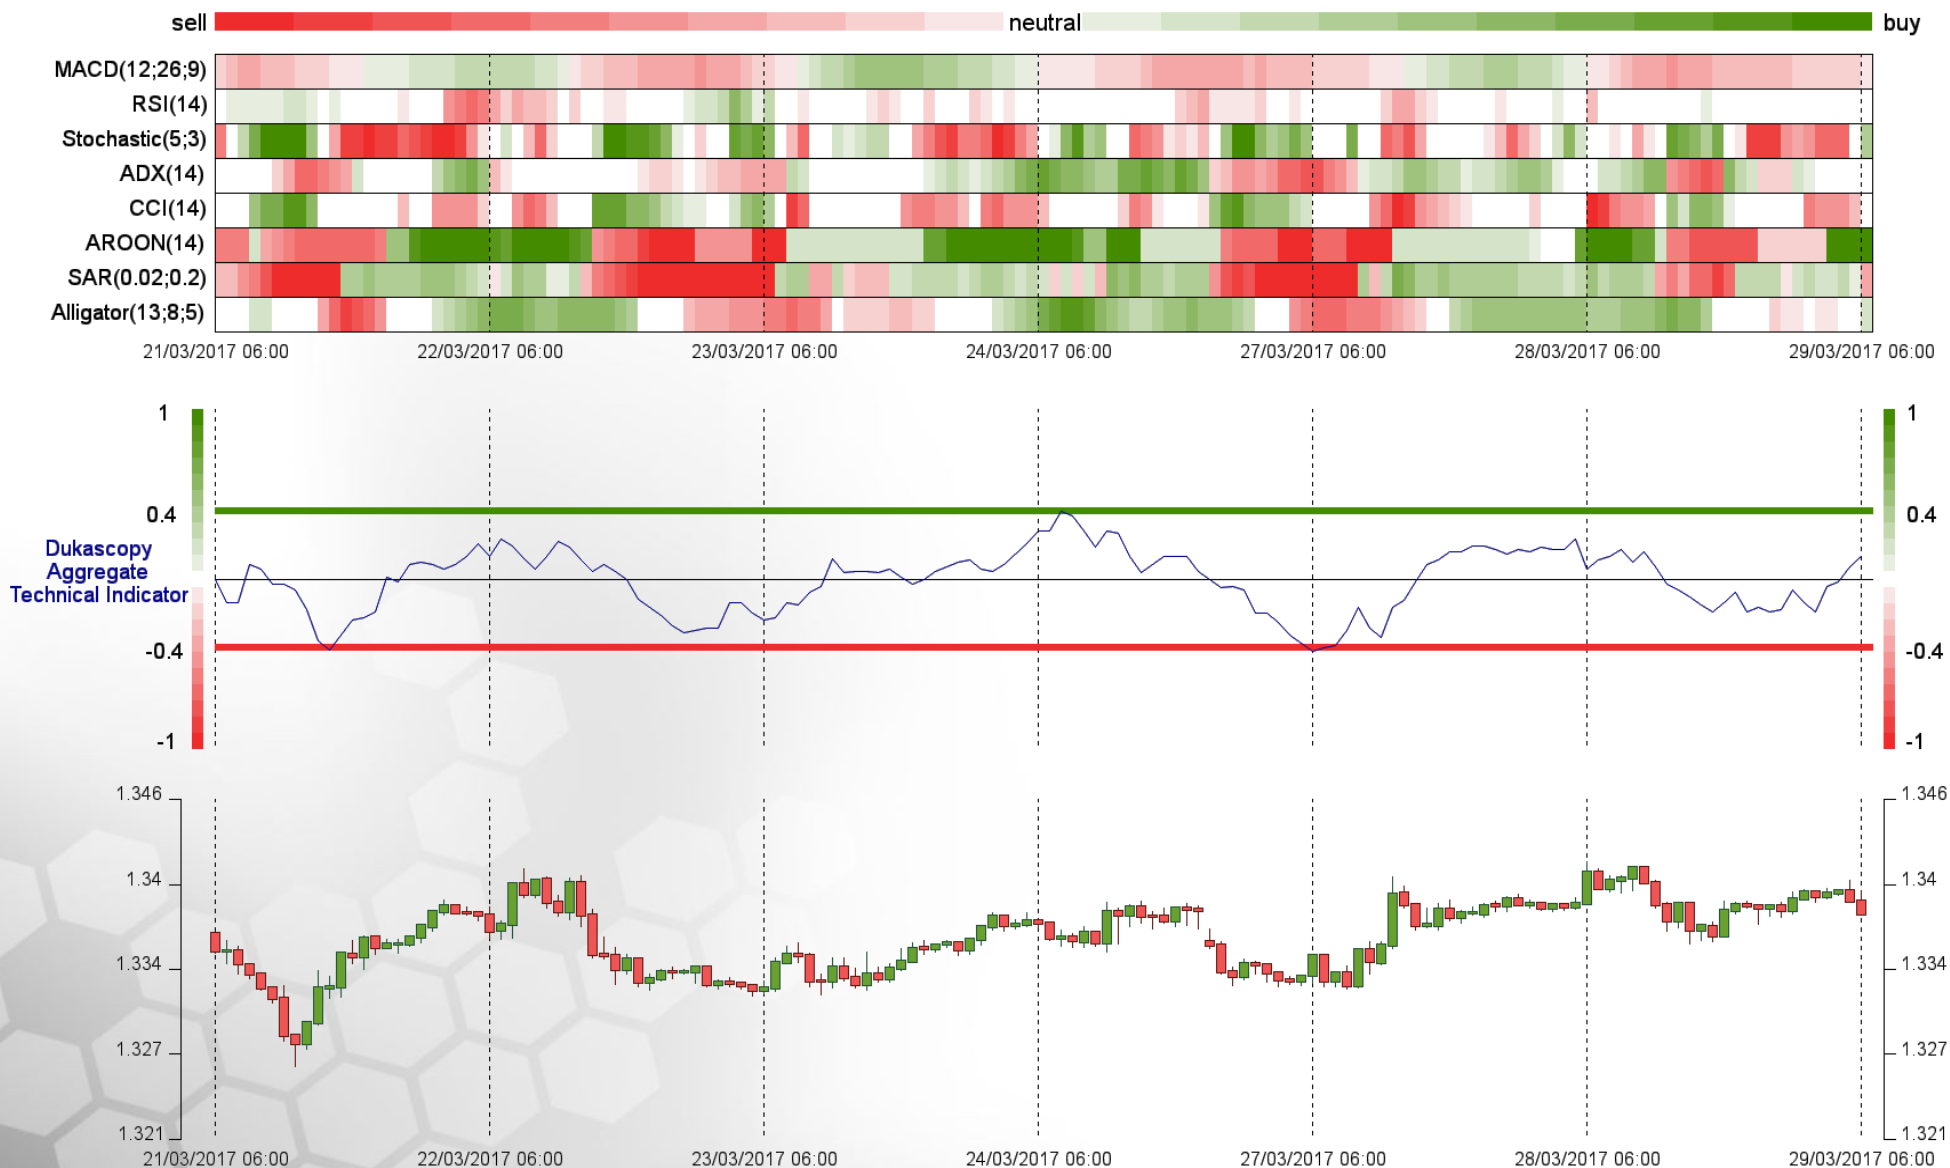 sell neutral buy
MACD(12;26;9)
RSI(14)
Stochastic(5;3)
ADX(14)
CCI(14)
AROON(14)
SAR(0.02;0.2)
Alligator(13;8;5)
21/03/2017 06:00 22/03/2017 06:00 23/03/2017 06:00 24/03/2017 06:00 27/03/2017 06:00 28/03/2017 06:00 29/03/2017 06:00
1 1
0.4 0.4
Dukascopy
Aggregate
Technical Indicator
-0.4 -0.4
-1 -1
1.346 1.346
1.34 1.34
1.334 1.334
1.327 1.327
1.321 1.321
21/03/2017 06:00 22/03/2017 06:00 23/03/2017 06:00 24/03/2017 06:00 27/03/2017 06:00 28/03/2017 06:00 29/03/2017 06:00